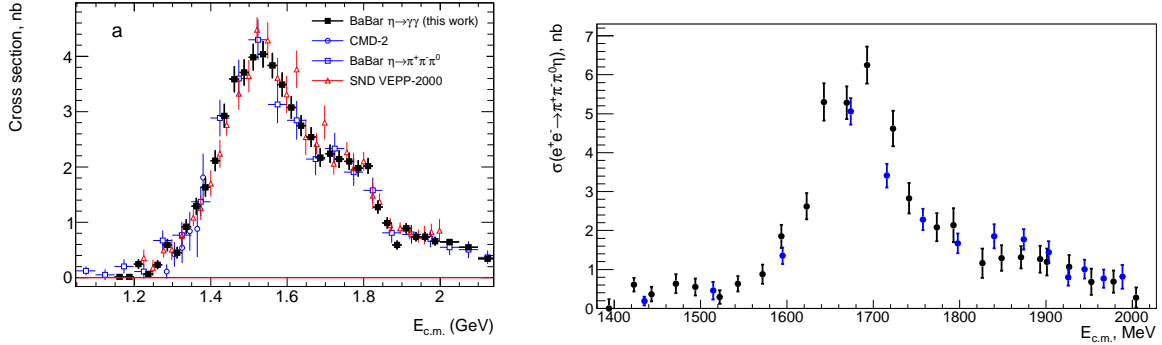 a
BaBar η→γγ (this work)
CMD-2
BaBar η→π⁺π⁻π⁰
SND VEPP-2000
Cross section, nb
4
3
2
1
0
1.2 1.4 1.6 1.8 2
E_c.m. (GeV)
σ(e⁺e⁻→π⁺π⁻π⁰η), nb
7
6
5
4
3
2
1
0
1400 1500 1600 1700 1800 1900 2000
E_c.m., MeV